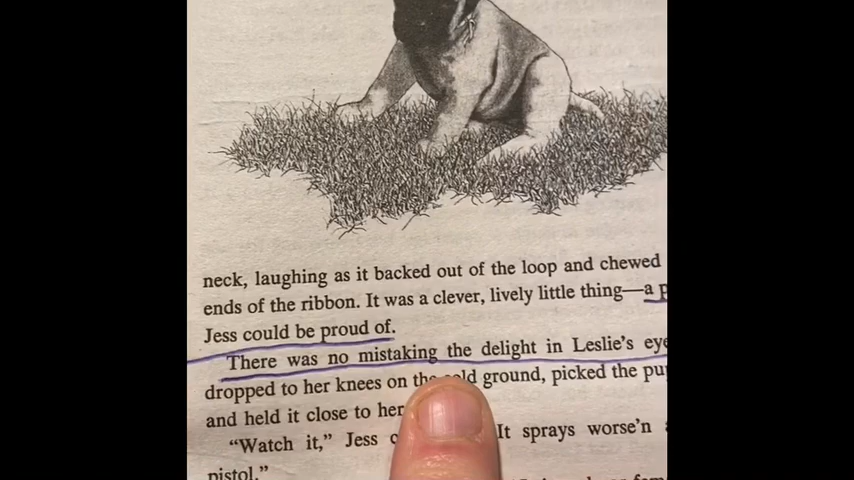 neck, laughing as it backed out of the loop and chewed
ends of the ribbon. It was a clever, lively little thing—a
Jess could be proud of.
There was no mistaking the delight in Leslie's
dropped to her knees on the cold ground, picked the
and held it close to her
"Watch it," Jess It sprays worse'n
pistol."